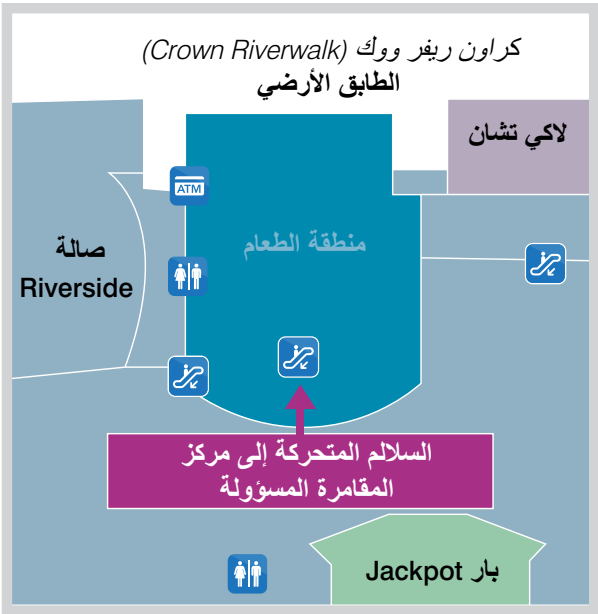 كراون ريفر ووك (Crown Riverwalk)
الطابق الأرضي
لاكي تشان
ATM
منطقة الطعام
صالة
Riverside
السلالم المتحركة إلى مركز
المقامرة المسؤولة
بار Jackpot